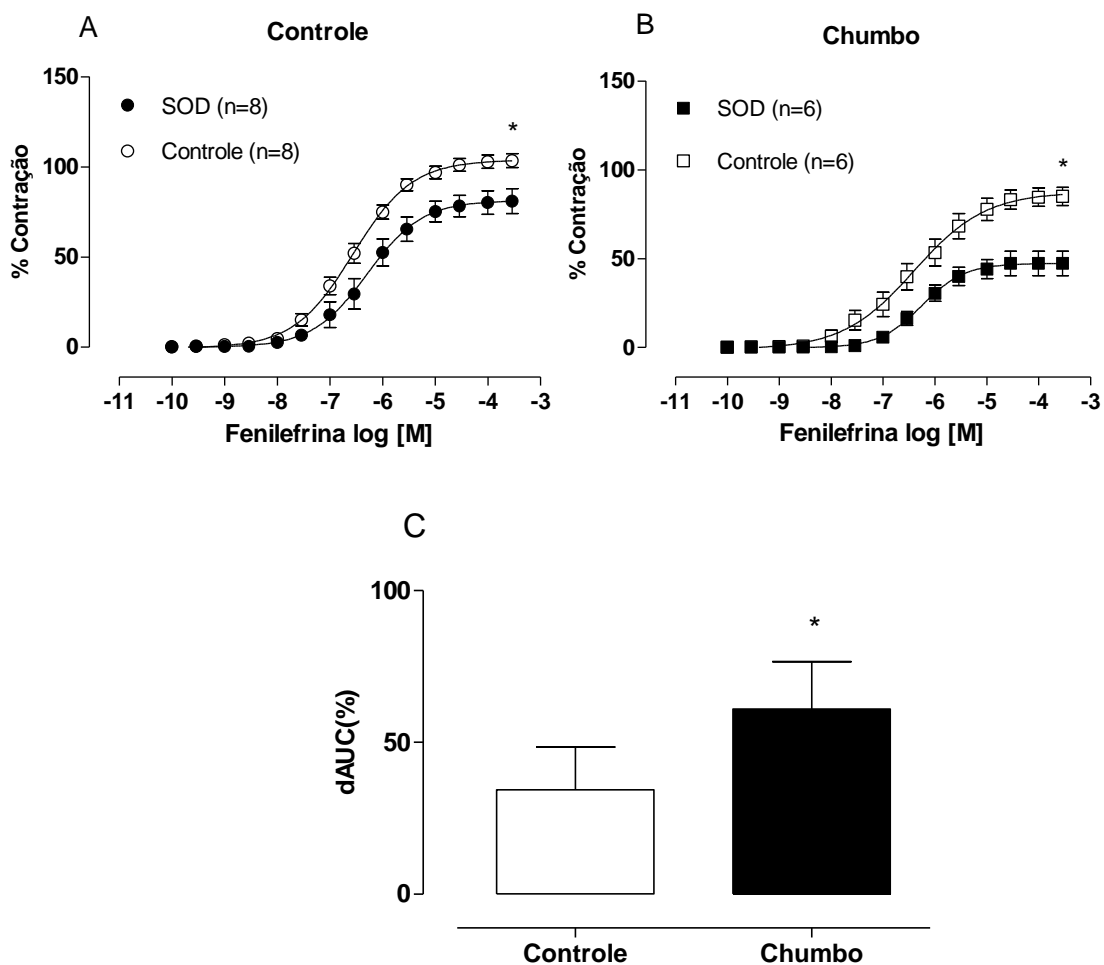 A
Controle
150
100
50
0
% Contração
SOD (n=8)
Controle (n=8)
*
-11 -10 -9 -8 -7 -6 -5 -4 -3
Fenilefrina log [M]
B
Chumbo
150
100
50
0
% Contração
SOD (n=6)
Controle (n=6)
*
-11 -10 -9 -8 -7 -6 -5 -4 -3
Fenilefrina log [M]
C
100
50
0
dAUC(%)
*
Controle Chumbo